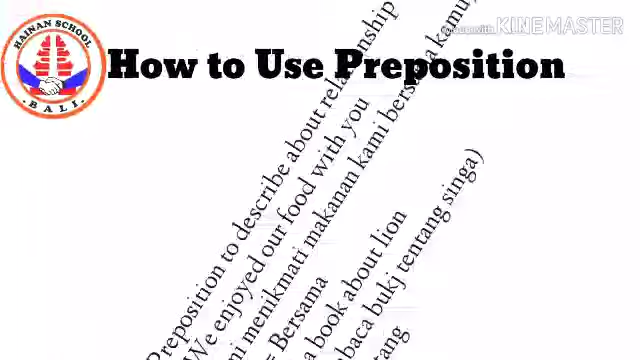 HAINAN SCHOOL
BALI
KINEMASTER
How to Use Preposition
Preposition to describe about relationship
We enjoyed our food with you
menikmati makanan kami bersama kamu
= Bersama
a book about lion
bukj tentang singa)